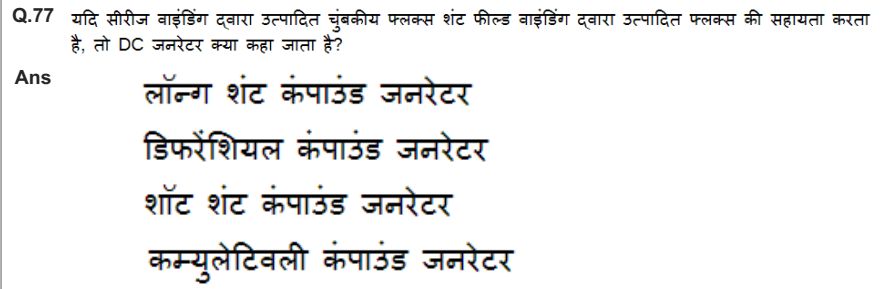 Q.77 यदि सीरीज वाइंडिंग द्वारा उत्पादित चुंबकीय फ्लक्स शंट फील्ड वाइंडिंग द्वारा उत्पादित फ्लक्स की सहायता करता
है, तो DC जनरेटर क्या कहा जाता है?
Ans
लॉन्ग शंट कंपाउंड जनरेटर
डिफरेंशियल कंपाउंड जनरेटर
शॉट शंट कंपाउंड जनरेटर
कम्युलेटिवली कंपाउंड जनरेटर